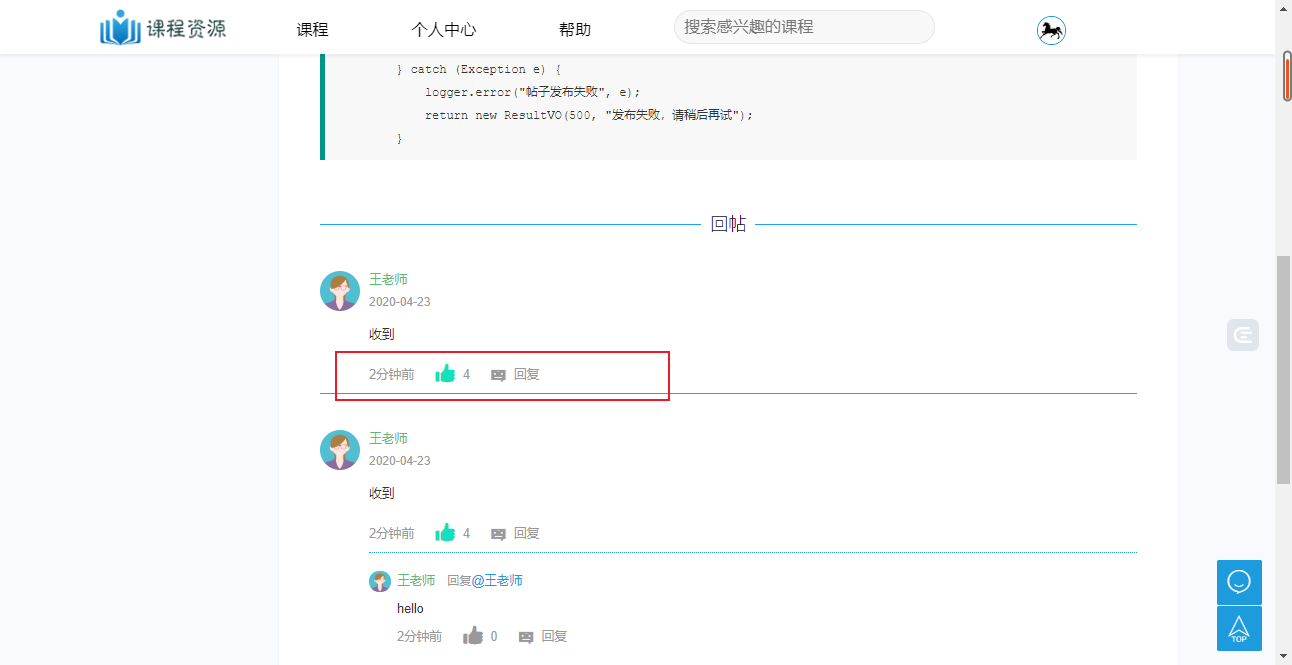 课程资源 课程 个人中心 帮助 搜索感兴趣的课程
} catch (Exception e) {
logger.error("帖子发布失败", e);
return new ResultVO(500, "发布失败，请稍后再试");
}
回帖
王老师
2020-04-23
收到
2分钟前 4 回复
王老师
2020-04-23
收到
2分钟前 4 回复
王老师 回复@王老师
hello
2分钟前 0 回复
TOP